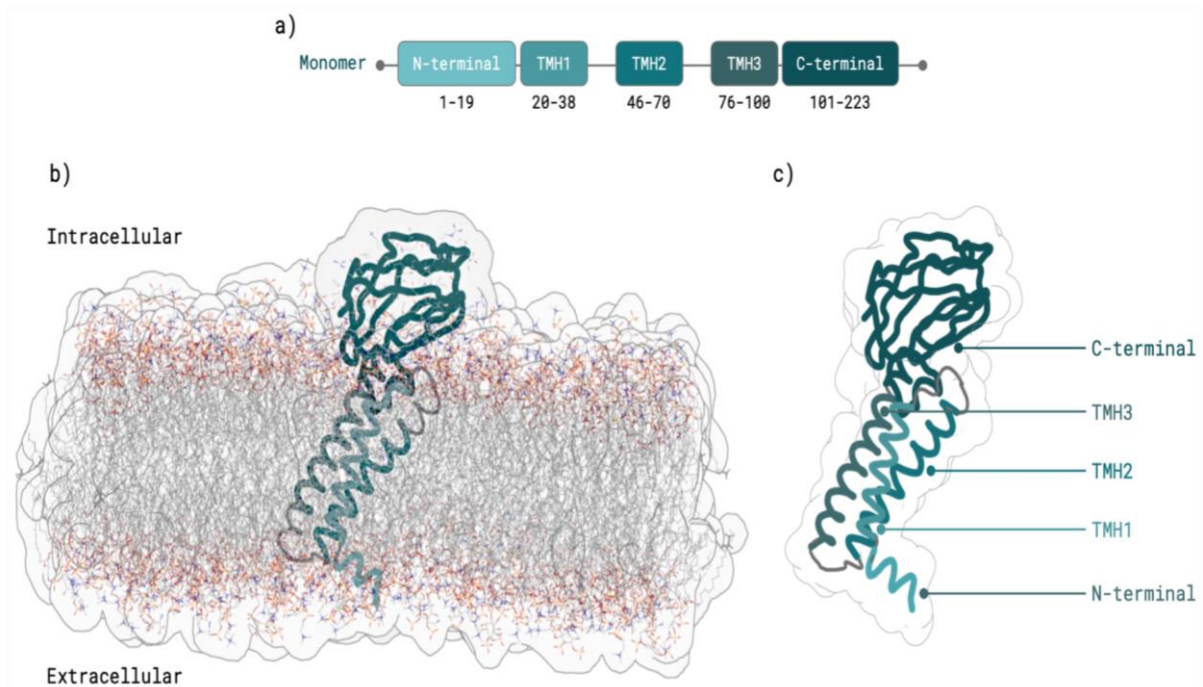 a)
Monomer N-terminal TMH1 TMH2 TMH3 C-terminal
1-19 20-38 46-70 76-100 101-223
b)
c)
Intracellular
C-terminal
TMH3
TMH2
TMH1
N-terminal
Extracellular